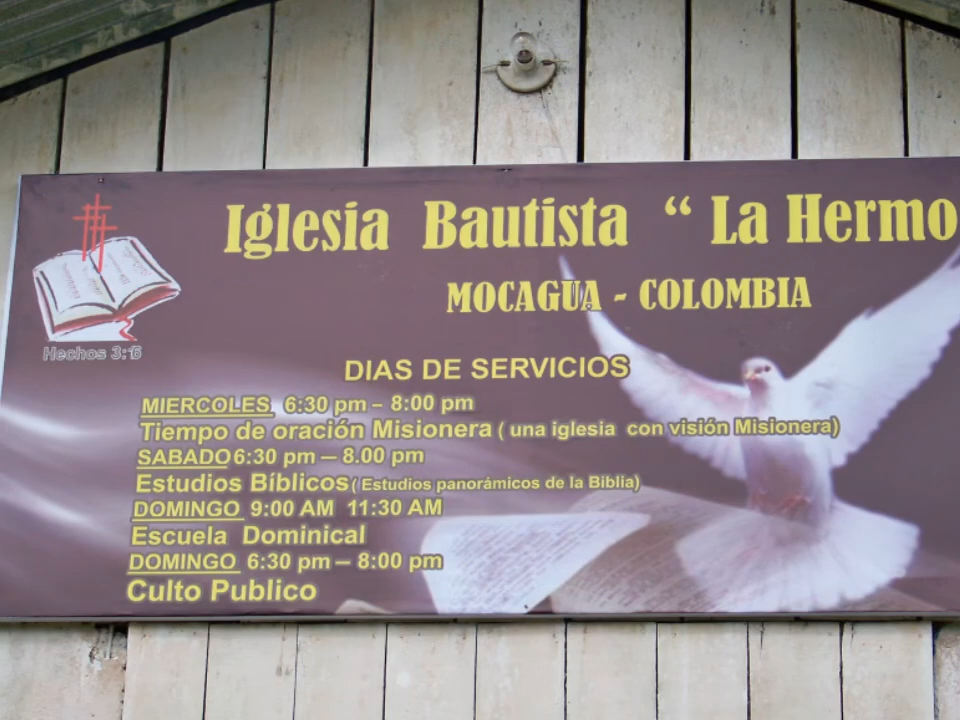 Iglesia Bautista “ La Hermo
MOCAGUA - COLOMBIA
Hechos 3:6
DIAS DE SERVICIOS
MIERCOLES 6:30 pm – 8:00 pm
Tiempo de oración Misionera ( una iglesia con visión Misionera)
SABADO 6:30 pm — 8.00 pm
Estudios Bíblicos ( Estudios panorámicos de la Biblia)
DOMINGO 9:00 AM 11:30 AM
Escuela Dominical
DOMINGO 6:30 pm — 8:00 pm
Culto Publico